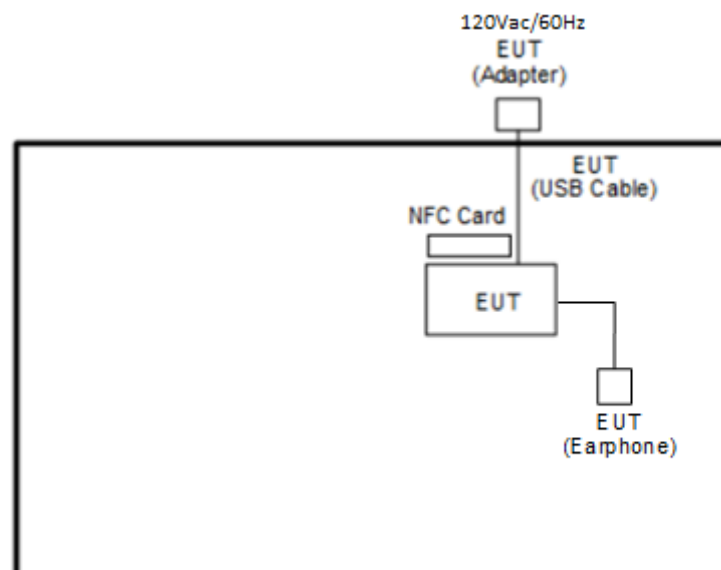 120Vac/60Hz
EUT
(Adapter)
EUT
(USB Cable)
NFC Card
EUT
EUT
(Earphone)